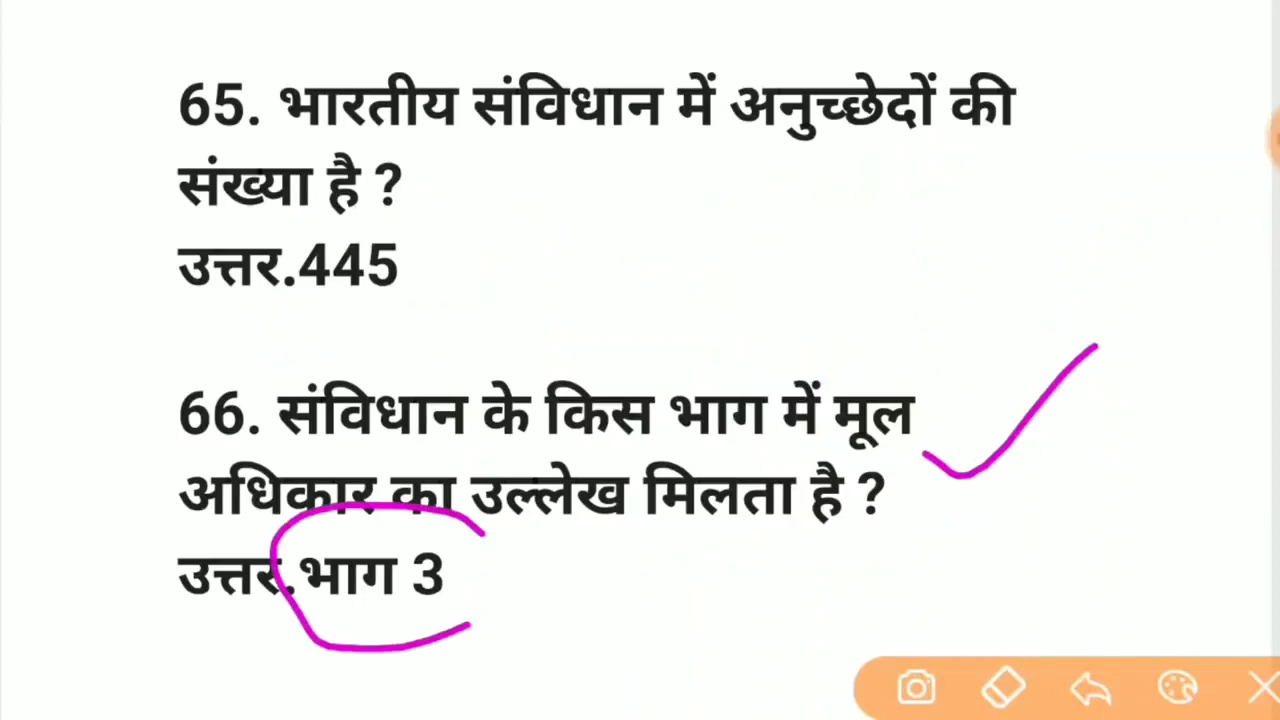 65. भारतीय संविधान में अनुच्छेदों की
संख्या है ?
उत्तर.445
66. संविधान के किस भाग में मूल
अधिकार का उल्लेख मिलता है ?
उत्तर.भाग 3